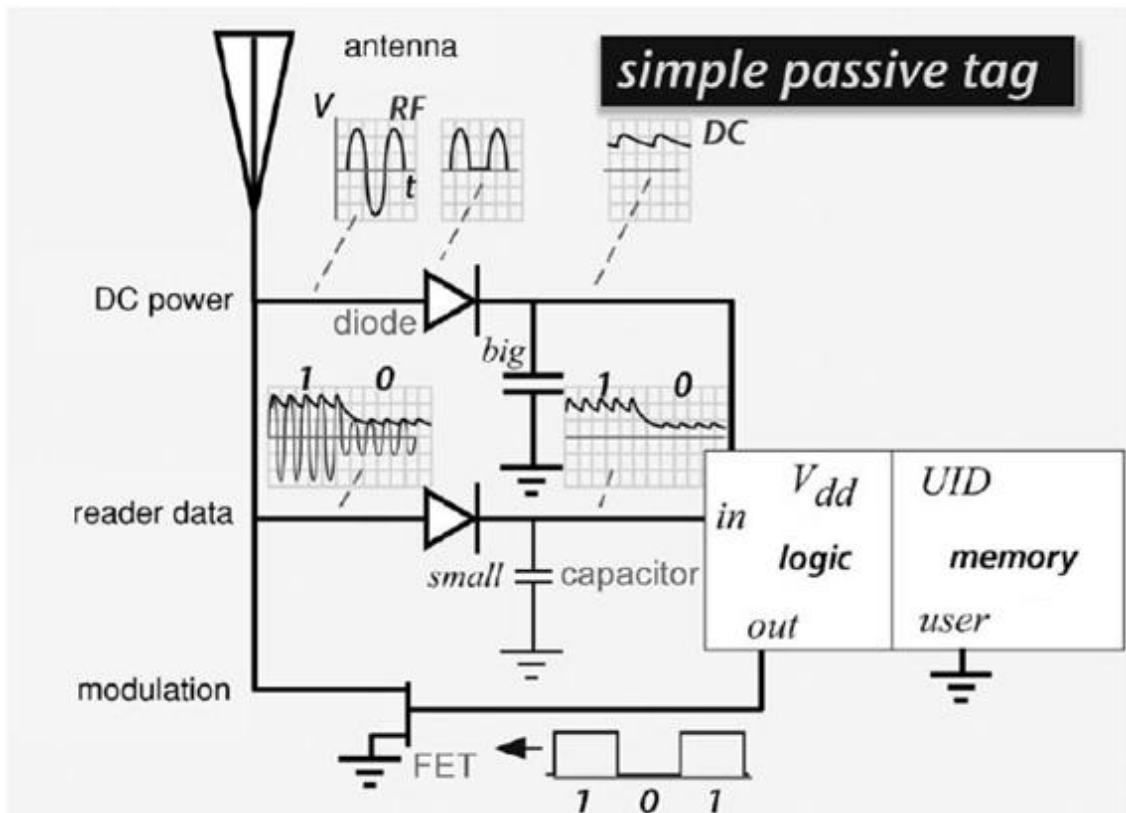 antenna
simple passive tag
V
RF
t
DC
DC power
diode
big
1 0
1 0
V_dd
UID
reader data
in
logic
memory
small
capacitor
out
user
modulation
FET
1 0 1